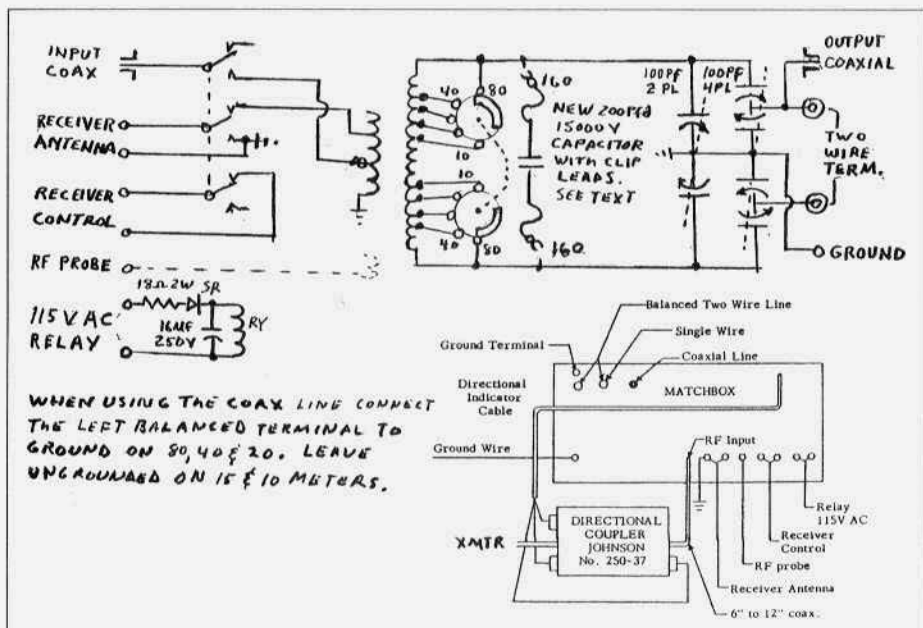 INPUT
COAX
RECEIVER
ANTENNA
RECEIVER
CONTROL
RF PROBE
18Ω 2W SR
115V AC
RELAY
16MF
250V
RY
40
80
10
10
40
80
160
NEW 200PFD
15000V
CAPACITOR
WITH CLIP
LEADS.
SEE TEXT
160
100PF
2 PL
100PF
4PL
OUTPUT
COAXIAL
TWO
WIRE
TERM.
GROUND
WHEN USING THE COAX LINE CONNECT
THE LEFT BALANCED TERMINAL TO
GROUND ON 80, 40 & 20. LEAVE
UNGROUNDED ON 15 & 10 METERS.
Balanced Two Wire Line
Single Wire
Ground Terminal
Coaxial Line
Directional
Indicator
Cable
MATCHBOX
Ground Wire
RF Input
XMTR
DIRECTIONAL
COUPLER
JOHNSON
No. 250-37
Relay
115V AC
Receiver
Control
RF probe
Receiver Antenna
6" to 12" coax.